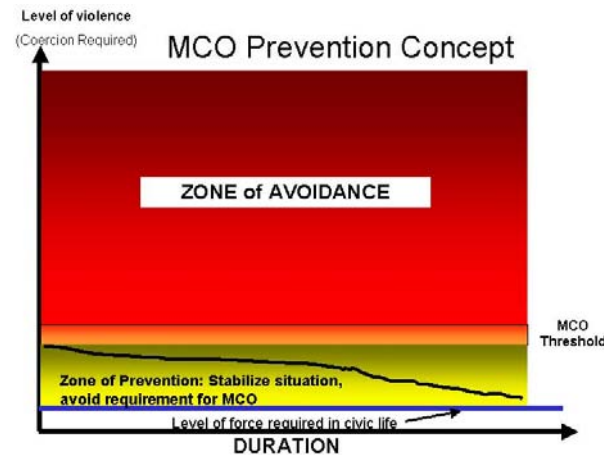 Level of violence
(Coercion Required)
MCO Prevention Concept
ZONE of AVOIDANCE
MCO
Threshold
Zone of Prevention: Stabilize situation,
avoid requirement for MCO
Level of force required in civic life
DURATION